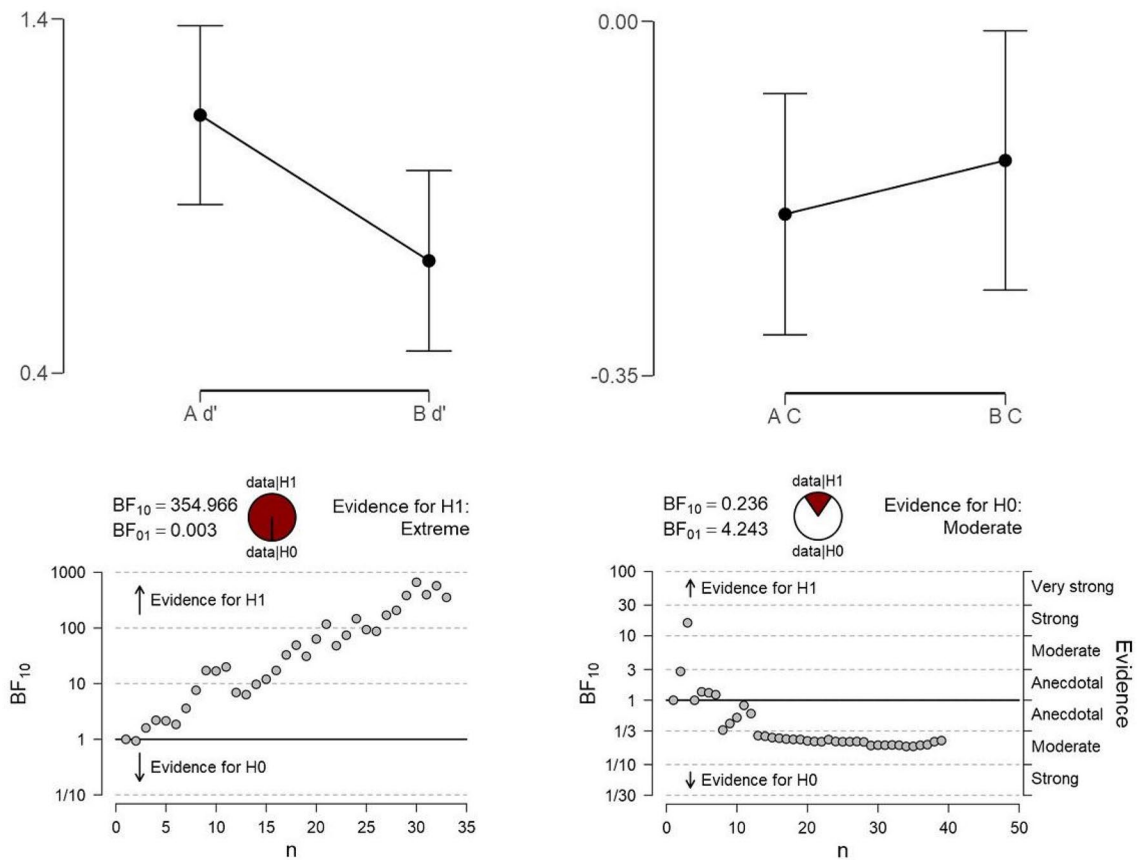 1.4
0.4
A d'
B d'
0.00
-0.35
A C
B C
BF10 = 354.966
BF01 = 0.003
data|H1
data|H0
Evidence for H1:
Extreme
1000
100
10
1
1/10
Evidence for H1
Evidence for H0
BF10
0 5 10 15 20 25 30 35
n
BF10 = 0.236
BF01 = 4.243
data|H1
data|H0
Evidence for H0:
Moderate
100
30
10
3
1
1/3
1/10
1/30
Evidence for H1
Evidence for H0
BF10
Very strong
Strong
Moderate
Anecdotal
Anecdotal
Moderate
Strong
Evidence
0 10 20 30 40 50
n